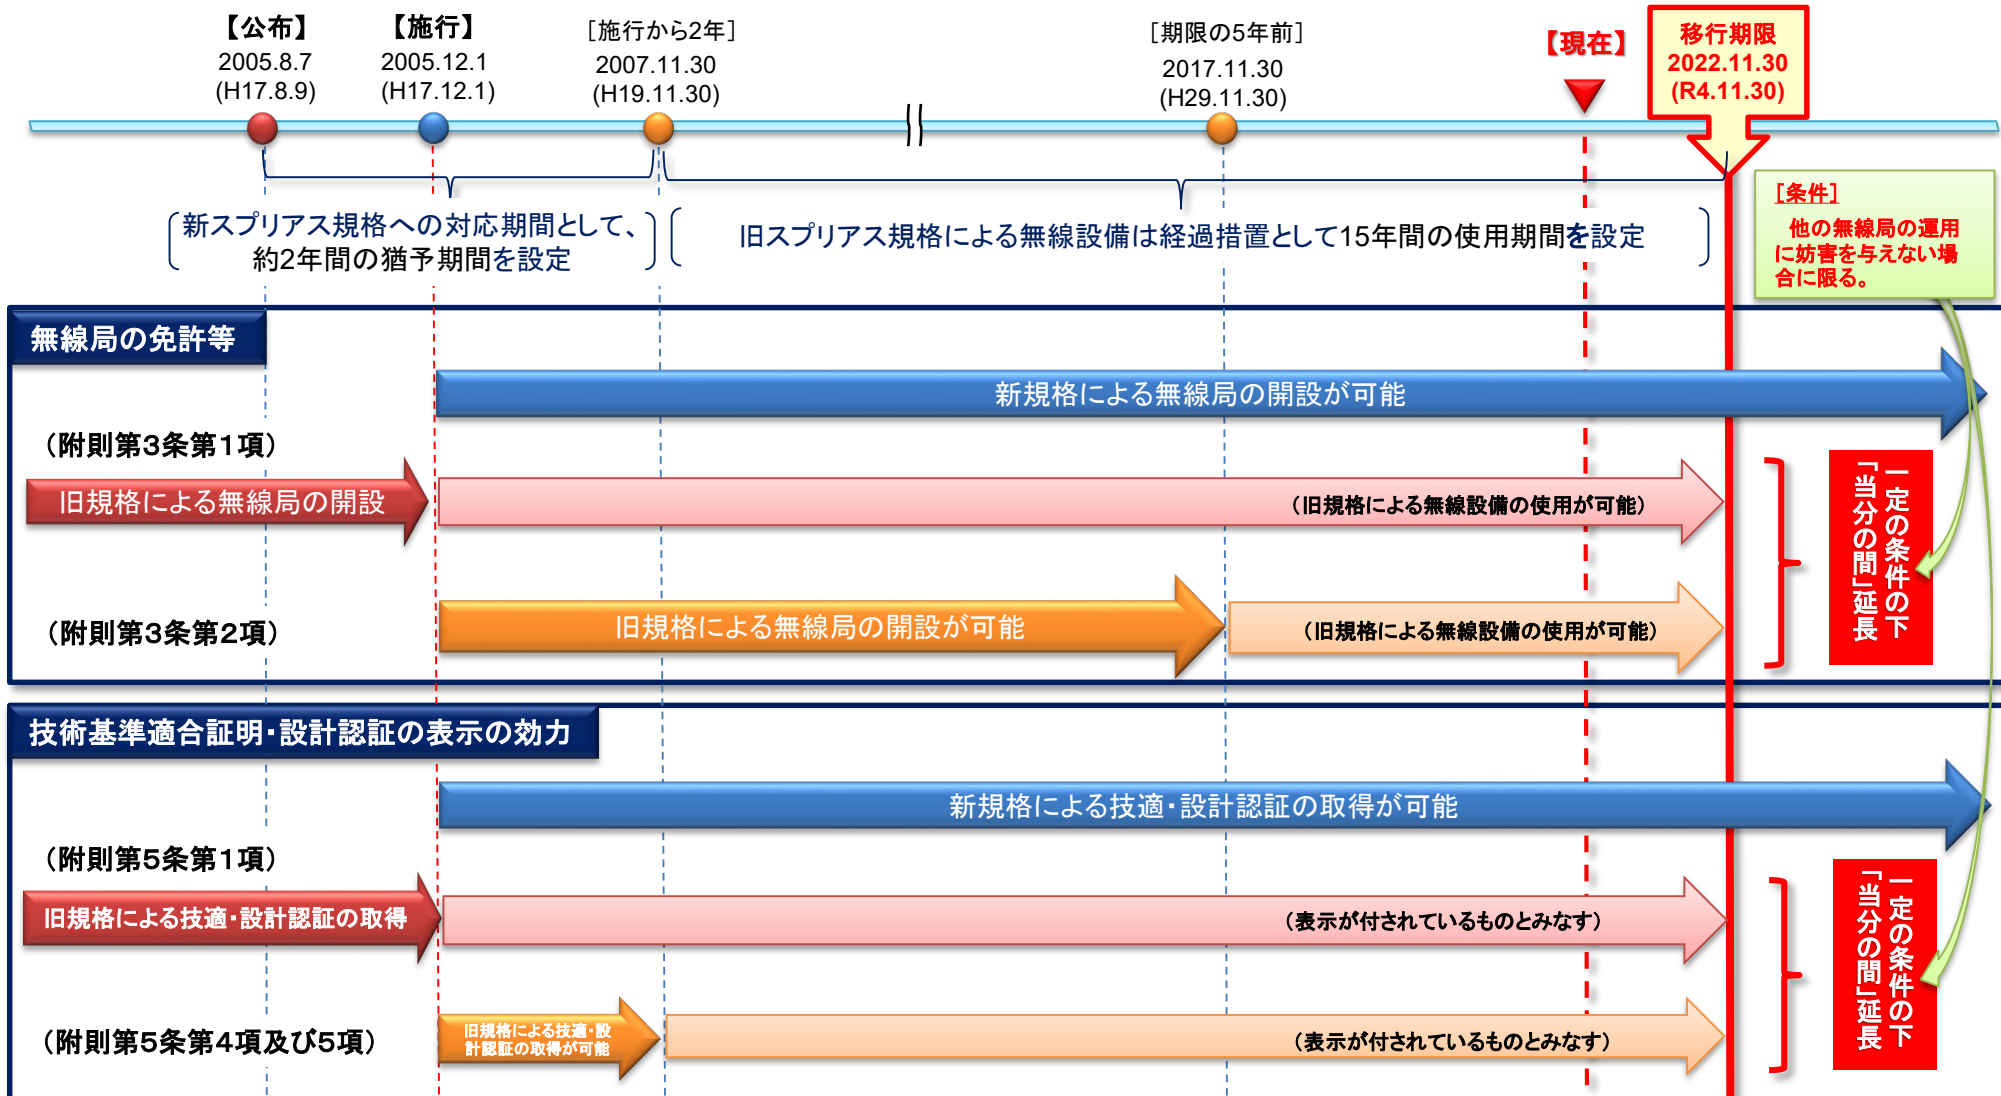 【公布】
2005.8.7
(H17.8.9)
【施行】
2005.12.1
(H17.12.1)
［施行から2年］
2007.11.30
(H19.11.30)
［期限の5年前］
2017.11.30
(H29.11.30)
【現在】
移行期限
2022.11.30
(R4.11.30)
新スプリアス規格への対応期間として、
約2年間の猶予期間を設定
旧スプリアス規格による無線設備は経過措置として15年間の使用期間を設定
［条件］
他の無線局の運用
に妨害を与えない場
合に限る。
無線局の免許等
新規格による無線局の開設が可能
（附則第3条第1項）
旧規格による無線局の開設
（旧規格による無線設備の使用が可能）
（附則第3条第2項）
旧規格による無線局の開設が可能
（旧規格による無線設備の使用が可能）
一定の条件の下
「当分の間」延長
技術基準適合証明・設計認証の表示の効力
新規格による技適・設計認証の取得が可能
（附則第5条第1項）
旧規格による技適・設計認証の取得
（表示が付されているものとみなす）
（附則第5条第4項及び5項）
旧規格による技適・設
計認証の取得が可能
（表示が付されているものとみなす）
一定の条件の下
「当分の間」延長